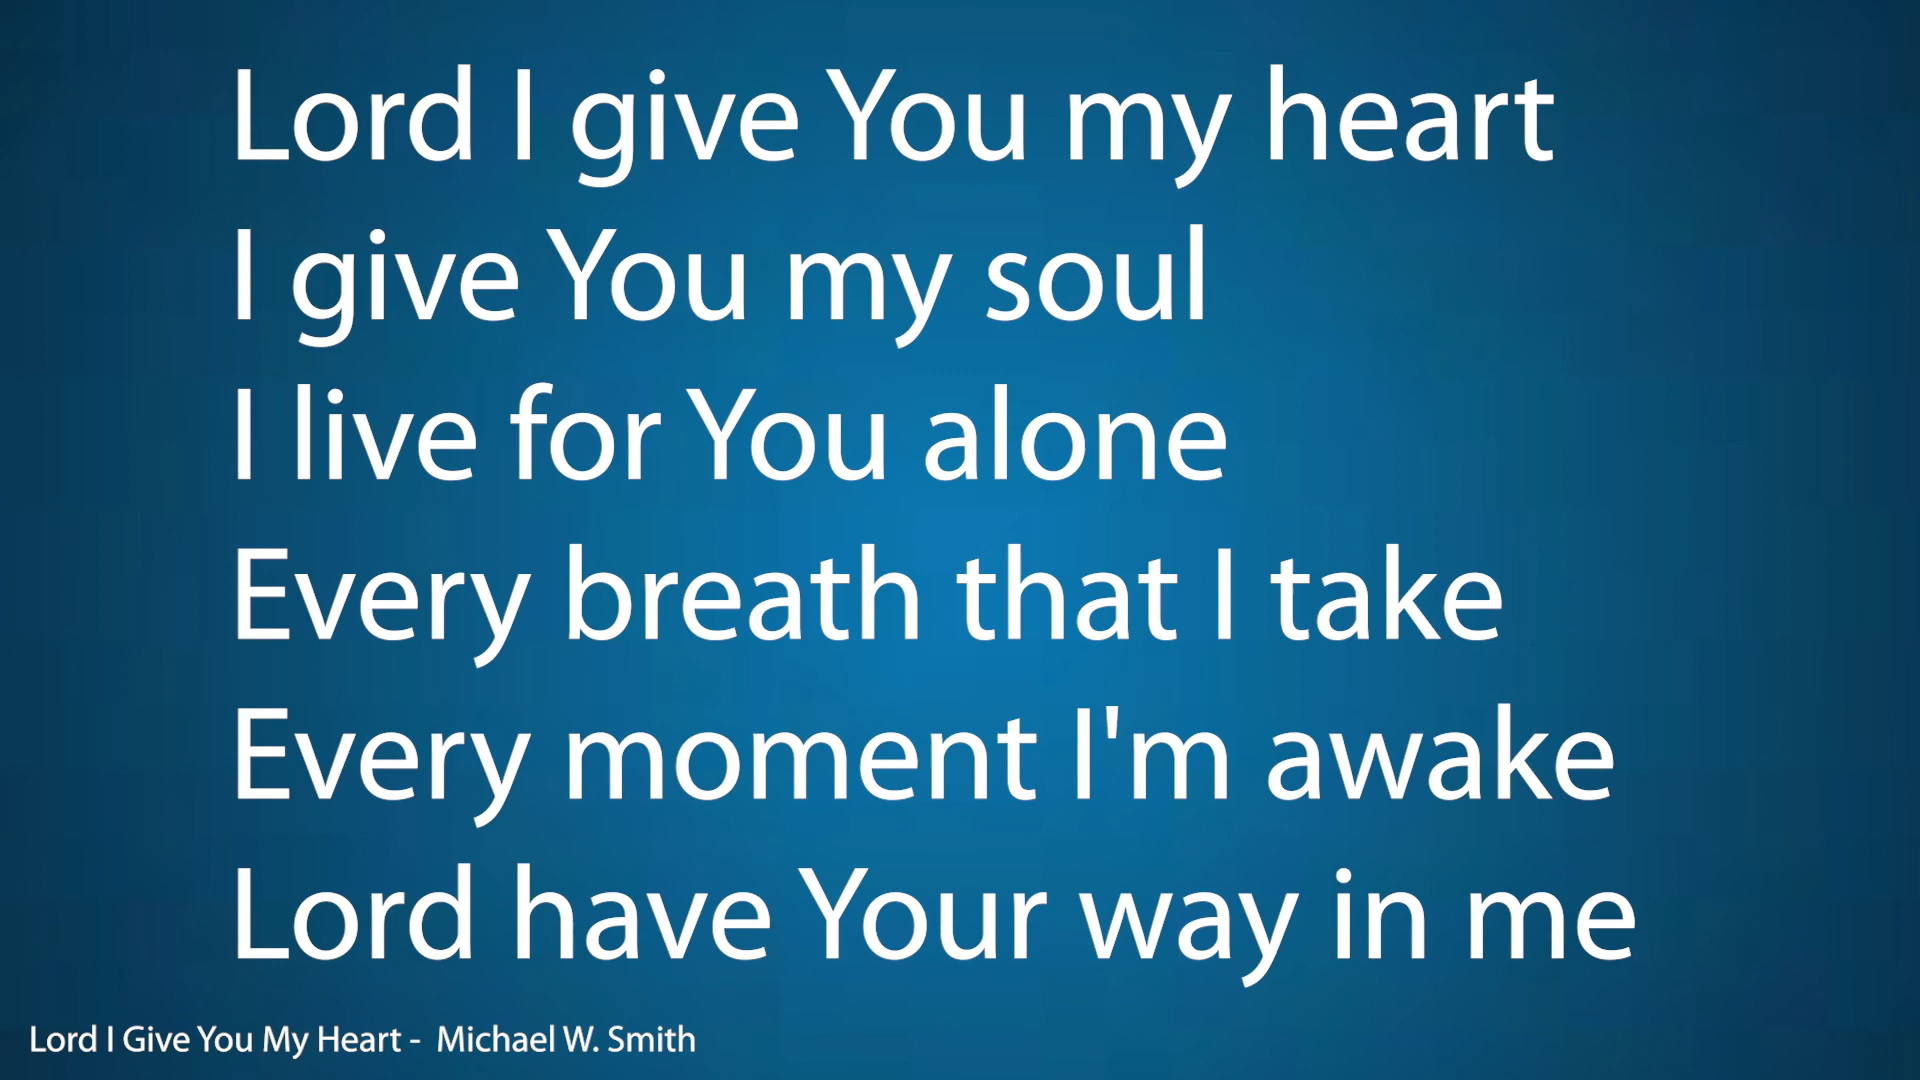 Lord I give You my heart
I give You my soul
I live for You alone
Every breath that I take
Every moment I'm awake
Lord have Your way in me
Lord I Give You My Heart -  Michael W. Smith